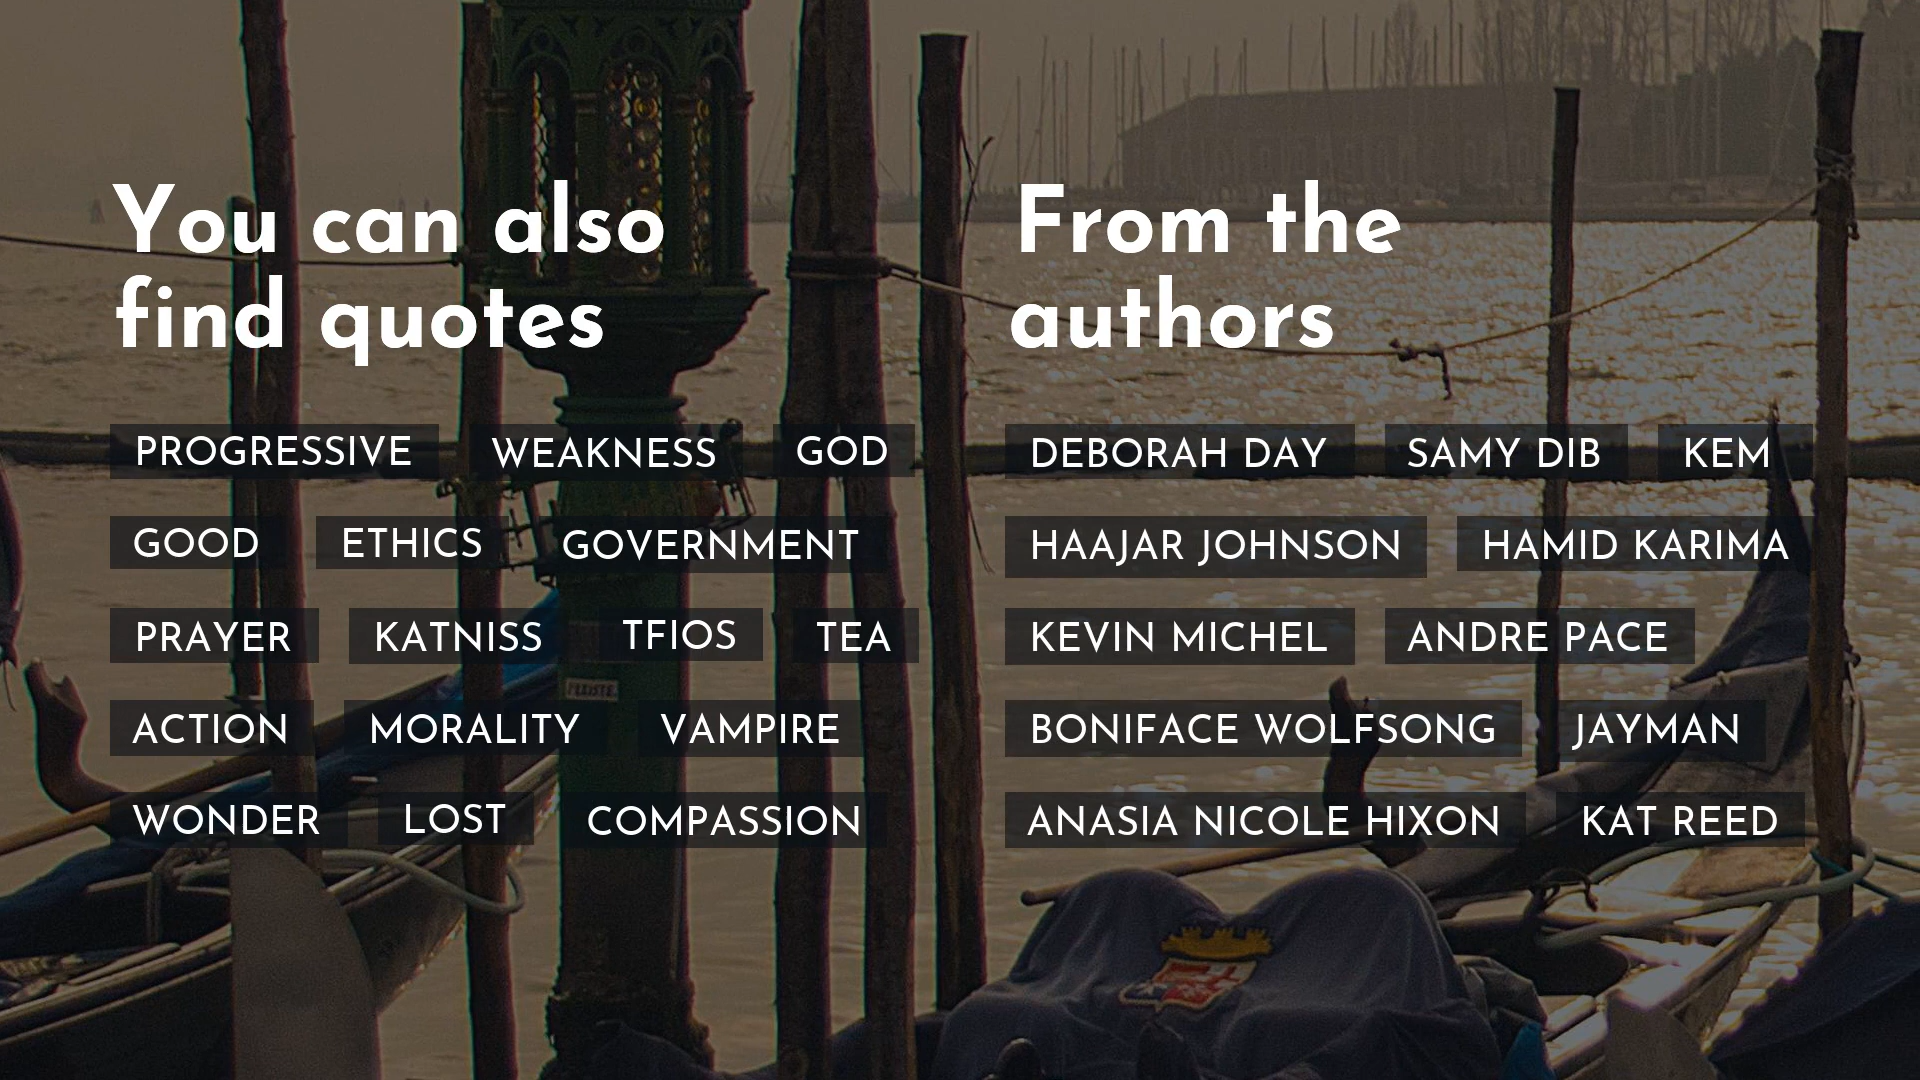 You can also
find quotes
PROGRESSIVE WEAKNESS GOD
GOOD ETHICS GOVERNMENT
PRAYER KATNISS TFIOS TEA
ACTION MORALITY VAMPIRE
WONDER LOST COMPASSION
From the
authors
DEBORAH DAY SAMY DIB KEM
HAAJAR JOHNSON HAMID KARIMA
KEVIN MICHEL ANDRE PACE
BONIFACE WOLFSONG JAYMAN
ANASIA NICOLE HIXON KAT REED